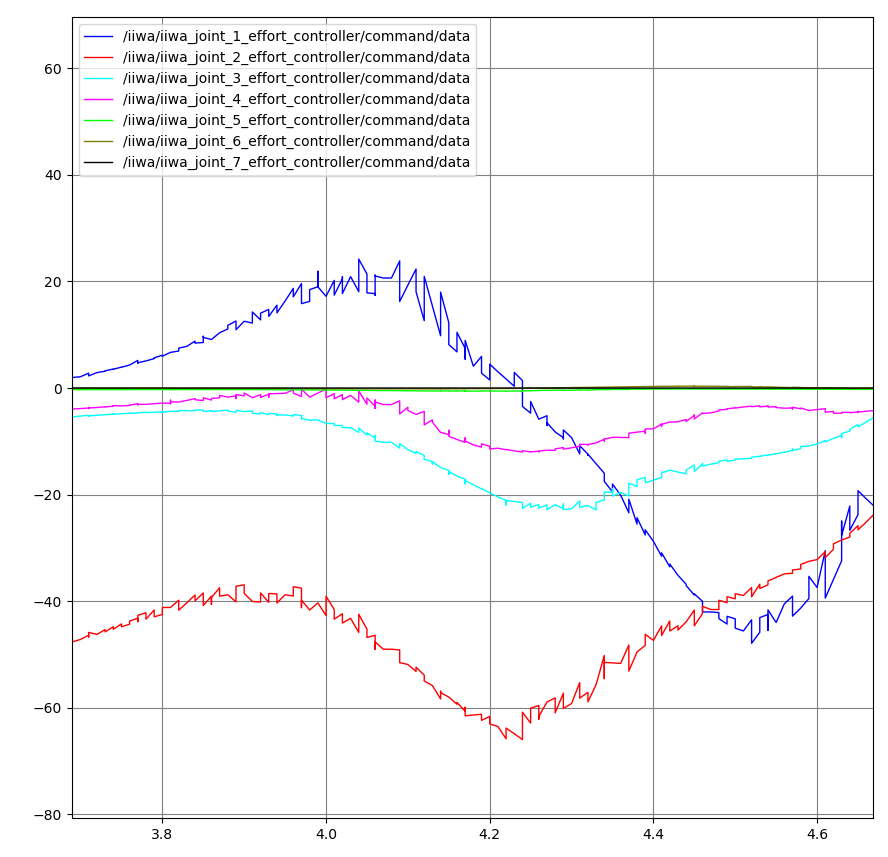 /iiwa/iiwa_joint_1_effort_controller/command/data
/iiwa/iiwa_joint_2_effort_controller/command/data
/iiwa/iiwa_joint_3_effort_controller/command/data
/iiwa/iiwa_joint_4_effort_controller/command/data
/iiwa/iiwa_joint_5_effort_controller/command/data
/iiwa/iiwa_joint_6_effort_controller/command/data
/iiwa/iiwa_joint_7_effort_controller/command/data
60
40
20
0
−20
−40
−60
−80
3.8 4.0 4.2 4.4 4.6